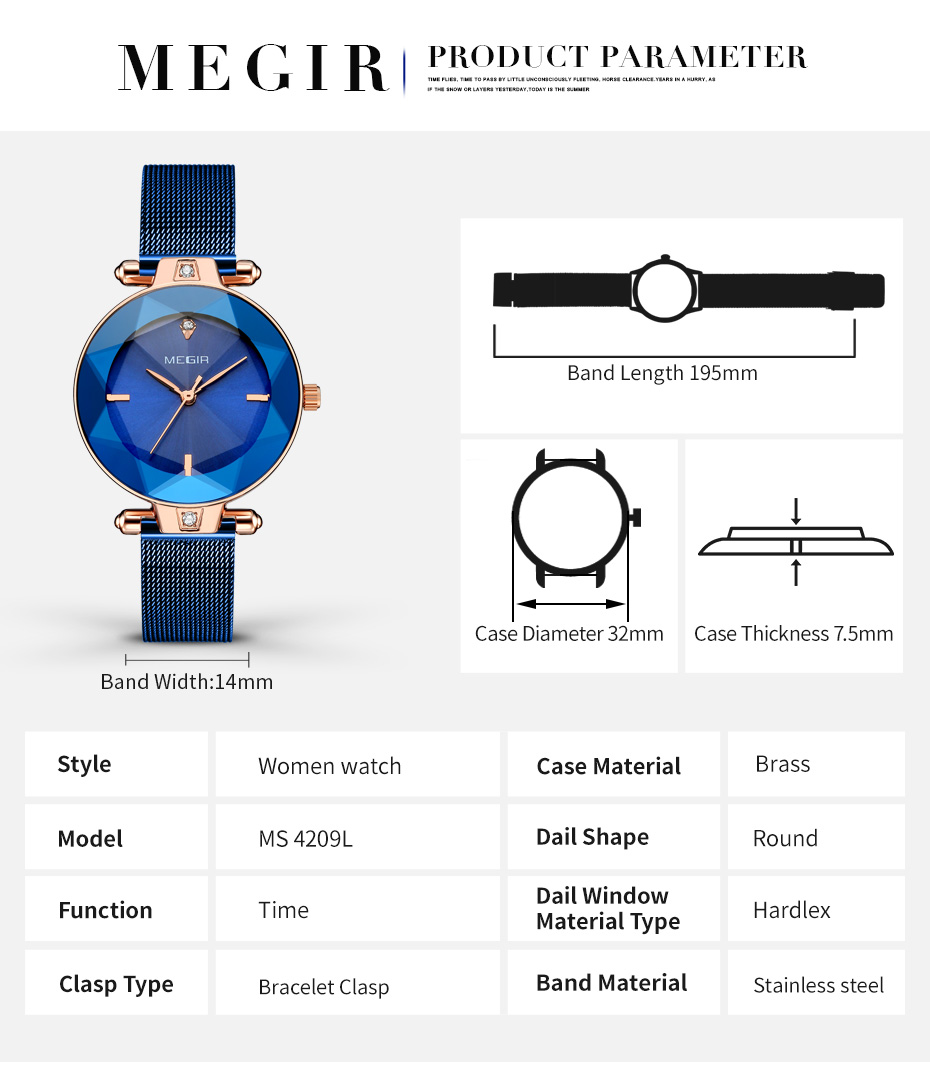 MEGIR
PRODUCT PARAMETER
TIME FLIES, TIME TO PASS BY LITTLE UNCONSCIOUSLY FLEETING, HORSE CLEARANCE.YEARS IN A HURRY, AS
IF THE SNOW OR LAYERS YESTERDAY,TODAY IS THE SUMMER
MEGIR
Band Length 195mm
Case Diameter 32mm
Case Thickness 7.5mm
Band Width:14mm
Style
Women watch
Case Material
Brass
Model
MS 4209L
Dail Shape
Round
Function
Time
Dail Window
Material Type
Hardlex
Clasp Type
Bracelet Clasp
Band Material
Stainless steel